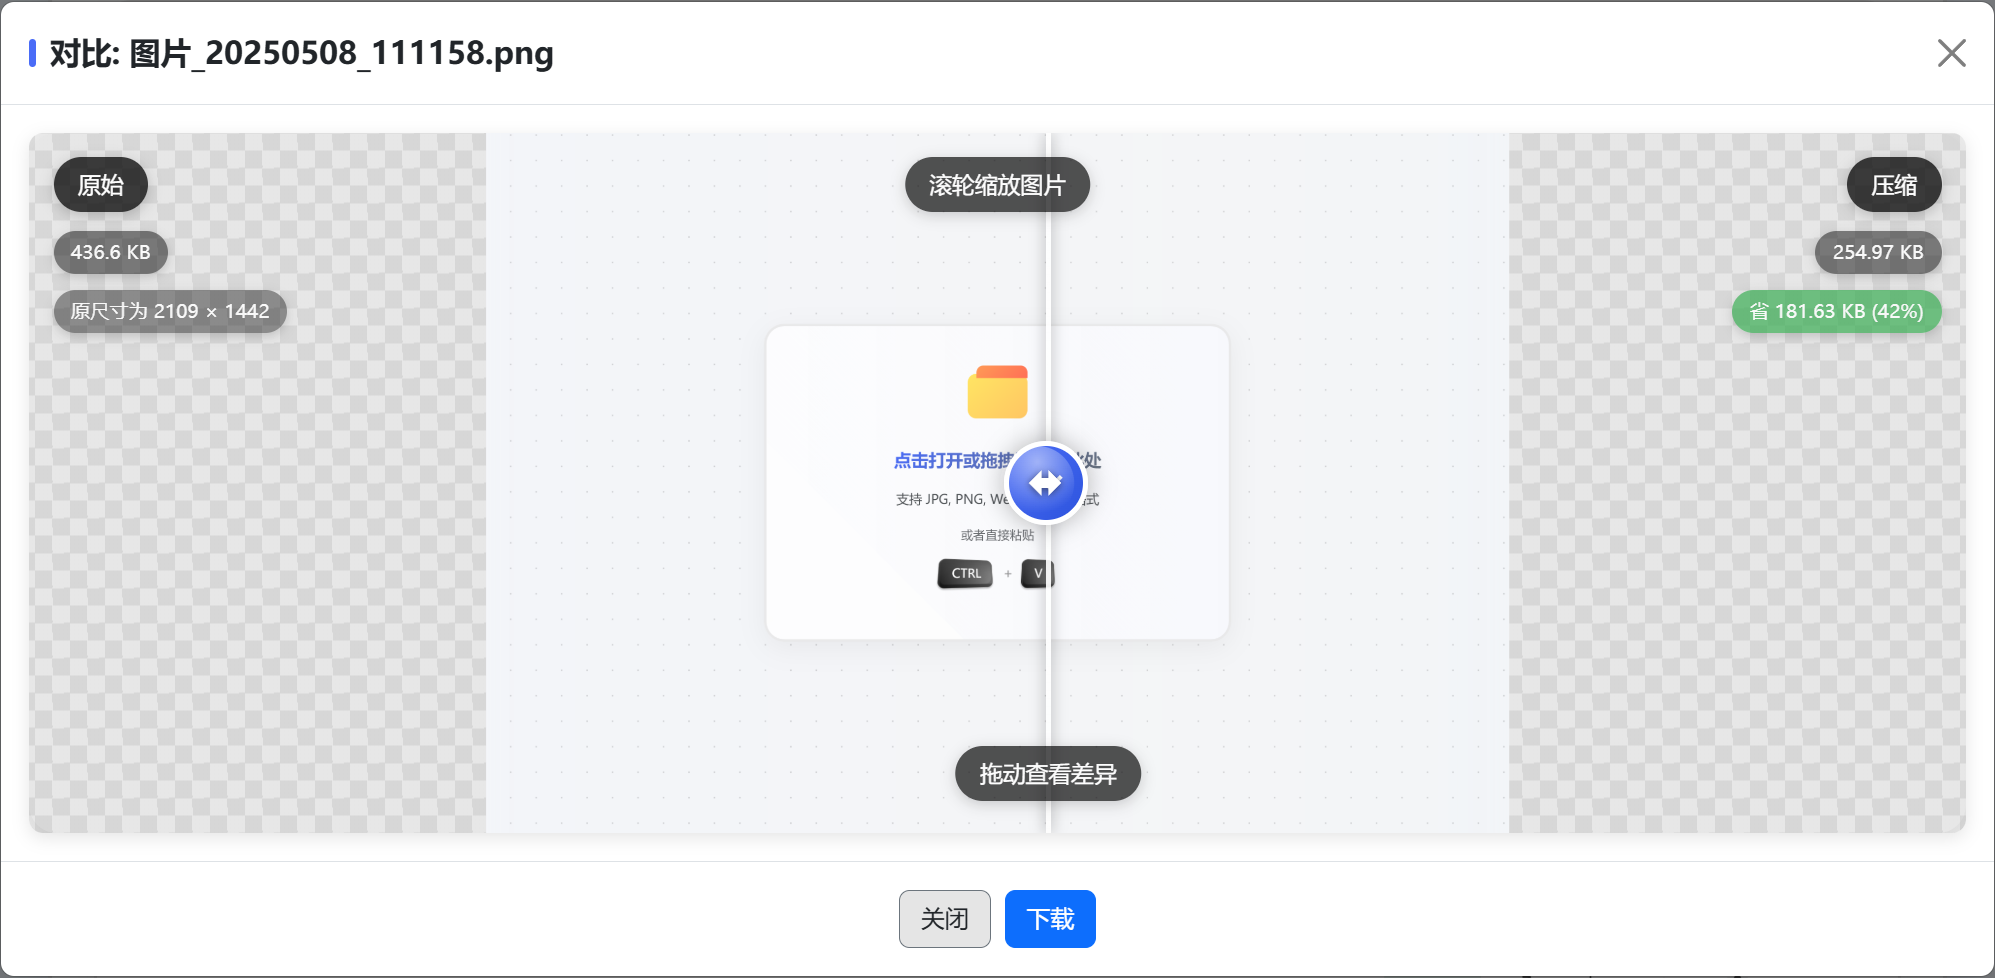 对比: 图片_20250508_111158.png
原始
滚轮缩放图片
压缩
436.6 KB
254.97 KB
原尺寸为 2109 × 1442
省 181.63 KB (42%)
点击打开或拖拽 处
支持 JPG, PNG, We 式
或者直接粘贴
CTRL + V
拖动查看差异
关闭
下载